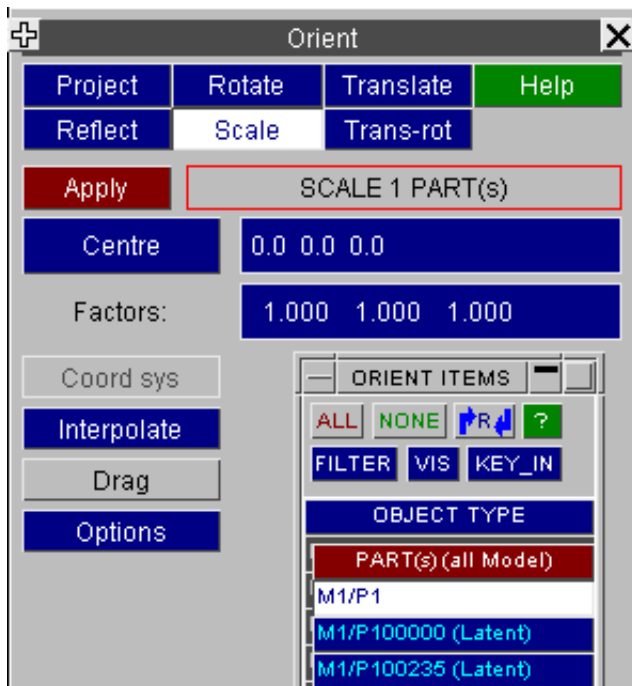 Orient
Project Rotate Translate Help
Reflect Scale Trans-rot
Apply SCALE 1 PART(s)
Centre 0.0 0.0 0.0
Factors: 1.000 1.000 1.000
Coord sys
Interpolate
Drag
Options
ORIENT ITEMS
ALL NONE R ?
FILTER VIS KEY_IN
OBJECT TYPE
PART(s) (all Model)
M1/P1
M1/P100000 (Latent)
M1/P100235 (Latent)